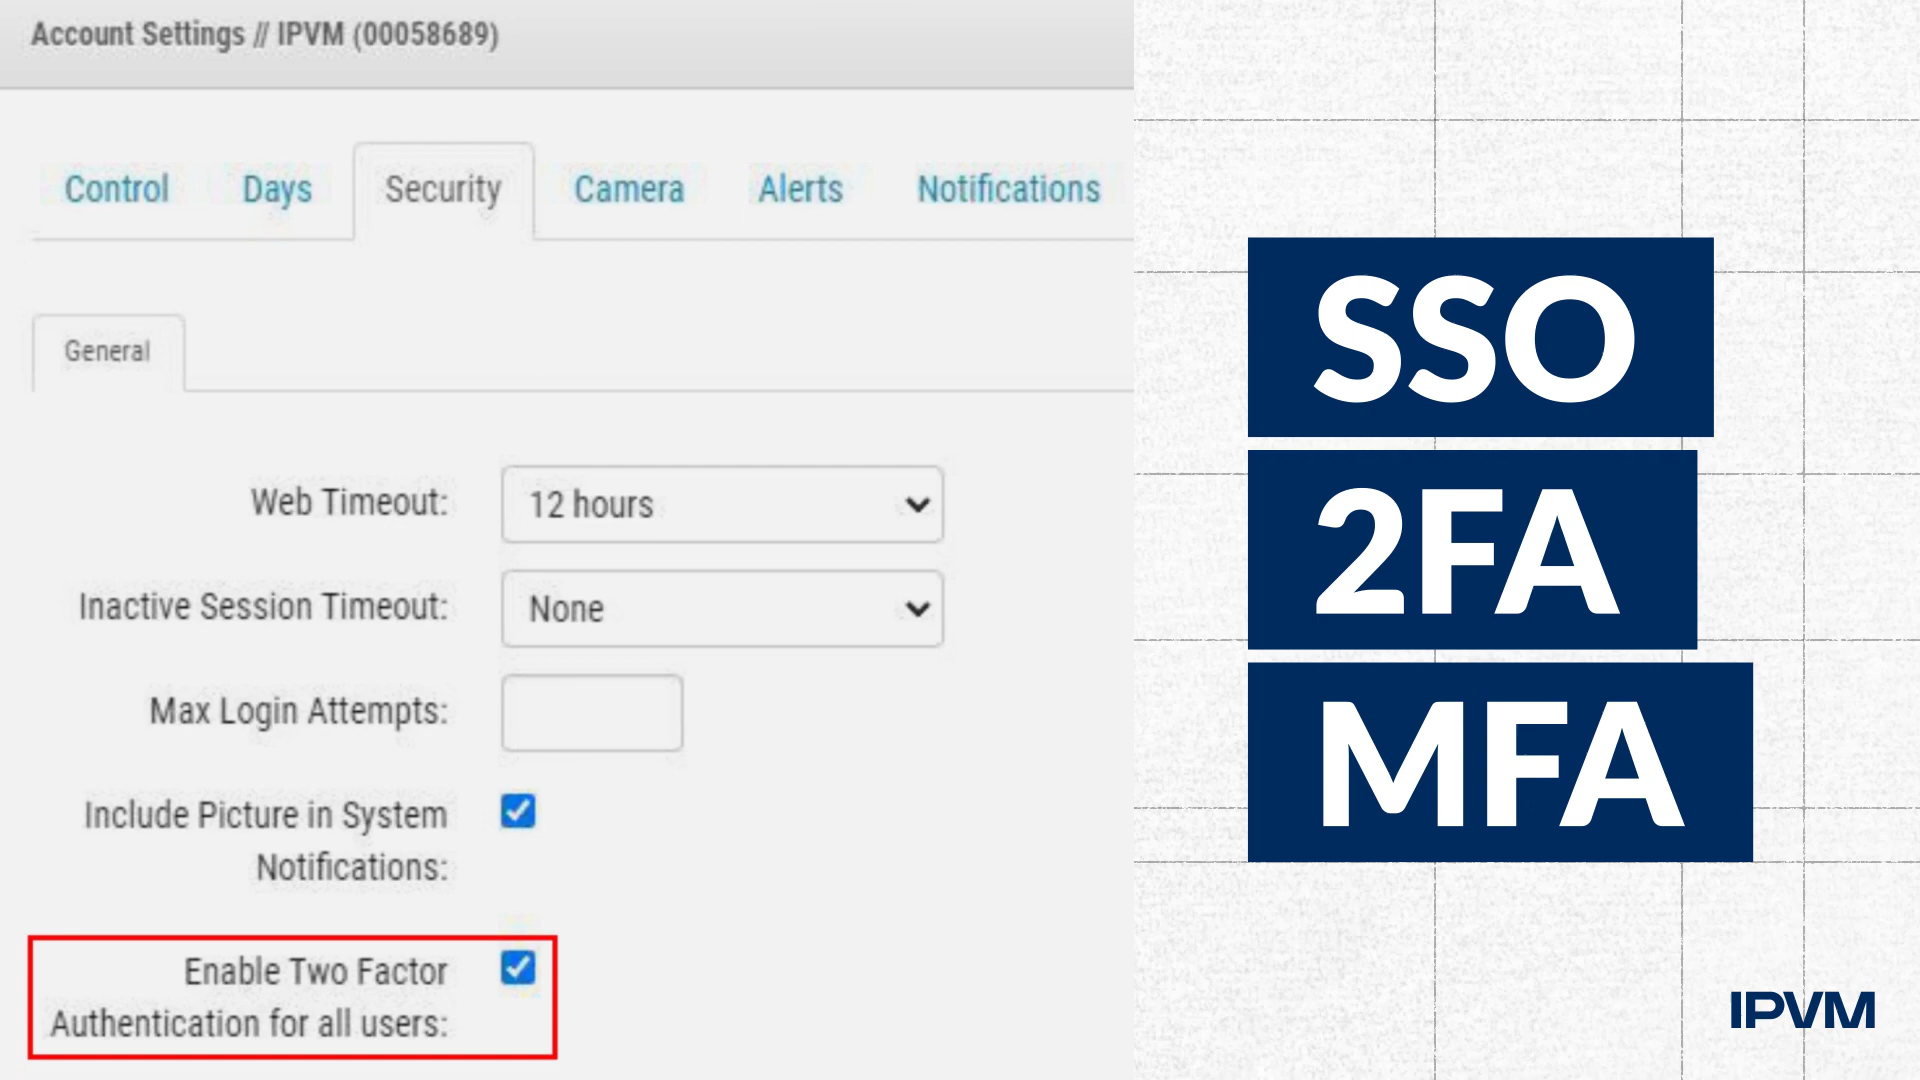 Account Settings // IPVM (00058689)
Control Days Security Camera Alerts Notifications
General
Web Timeout: 12 hours
Inactive Session Timeout: None
Max Login Attempts:
Include Picture in System
Notifications:
Enable Two Factor
Authentication for all users:
SSO
2FA
MFA
IPVM